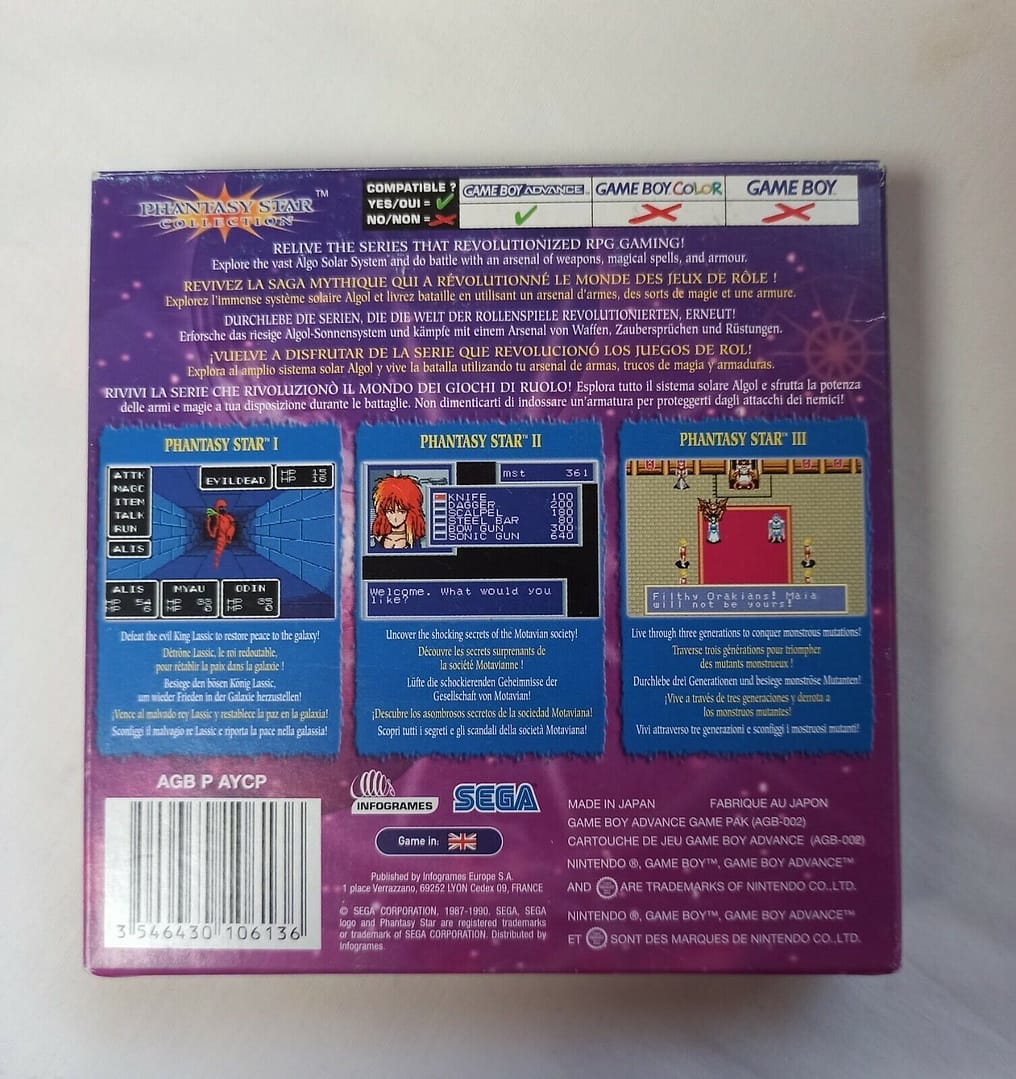 PHANTASY STAR™
COLLECTION
COMPATIBLE ?
YES/OUI =
NO/NON =
GAME BOY ADVANCE
GAME BOY COLOR
GAME BOY
RELIVE THE SERIES THAT REVOLUTIONIZED RPG GAMING!
Explore the vast Algo Solar System and do battle with an arsenal of weapons, magical spells, and armour.
REVIVEZ LA SAGA MYTHIQUE QUI A RÉVOLUTIONNÉ LE MONDE DES JEUX DE RÔLE !
Explorez l'immense système solaire Algol et livrez bataille en utilisant un arsenal d'armes, des sorts de magie et une armure.
DURCHLEBE DIE SERIEN, DIE DIE WELT DER ROLLENSPIELE REVOLUTIONIERTEN, ERNEUT!
Erforsche das riesige Algol-Sonnensystem und kämpfe mit einem Arsenal von Waffen, Zaubersprüchen und Rüstungen.
¡VUELVE A DISFRUTAR DE LA SERIE QUE REVOLUCIONÓ LOS JUEGOS DE ROL!
Explora al amplio sistema solar Algol y vive la batalla utilizando tu arsenal de armas, trucos de magia y armaduras.
RIVIVI LA SERIE CHE RIVOLUZIONÒ IL MONDO DEI GIOCHI DI RUOLO! Esplora tutto il sistema solare Algol e sfrutta la potenza
delle armi e magie a tua disposizione durante le battaglie. Non dimenticarti di indossare un'armatura per proteggerti dagli attacchi dei nemici!
PHANTASY STAR™ I
ATTK
MAGC
ITEM
TALK
RUN
ALIS
EVILDEAD
HP 15
HP 16
ALIS
HP 54
MP 6
MYAU
ODIN
Defeat the evil King Lassic to restore peace to the galaxy!
Détrône Lassic, le roi redoutable,
pour rétablir la paix dans la galaxie !
Besiege den bösen König Lassic,
um wieder Frieden in der Galaxie herzustellen!
¡Vence al malvado rey Lassic y restablece la paz en la galaxia!
Sconfiggi il malvagio re Lassic e riporta la pace nella galassia!
PHANTASY STAR™ II
mst 361
KNIFE 100
DAGGER 200
SCALPEL 180
STEEL BAR 80
BOW GUN 300
SONIC GUN 640
Welcome. What would you
like?
Uncover the shocking secrets of the Motavian society!
Découvre les secrets surprenants de
la société Motavianne !
Lüfte die schockierenden Geheimnisse der
Gesellschaft von Motavian!
¡Descubre los asombrosos secretos de la sociedad Motaviana!
Scopri tutti i segreti e gli scandali della società Motaviana!
PHANTASY STAR™ III
Filthy Orakians! Maia
will not be yours!
Live through three generations to conquer monstrous mutations!
Traverse trois générations pour triompher
des mutants monstrueux !
Durchlebe drei Generationen und besiege monströse Mutanten!
¡Vive a través de tres generaciones y derrota a
los monstruos mutantes!
Vivi attraverso tre generazioni e sconfiggi i mostruosi mutanti!
AGB P AYCP
3 546430 106136
INFOGRAMES
SEGA
Game in:
Published by Infogrames Europe S.A.
1 place Verrazzano, 69252 LYON Cedex 09, FRANCE
© SEGA CORPORATION, 1987-1990. SEGA, SEGA
logo and Phantasy Star are registered trademarks
or trademark of SEGA CORPORATION. Distributed by
Infogrames.
MADE IN JAPAN FABRIQUE AU JAPON
GAME BOY ADVANCE GAME PAK (AGB-002)
CARTOUCHE DE JEU GAME BOY ADVANCE (AGB-002)
NINTENDO ®, GAME BOY™, GAME BOY ADVANCE™
AND ARE TRADEMARKS OF NINTENDO CO.,LTD.
NINTENDO ®, GAME BOY™, GAME BOY ADVANCE™
ET SONT DES MARQUES DE NINTENDO CO.,LTD.